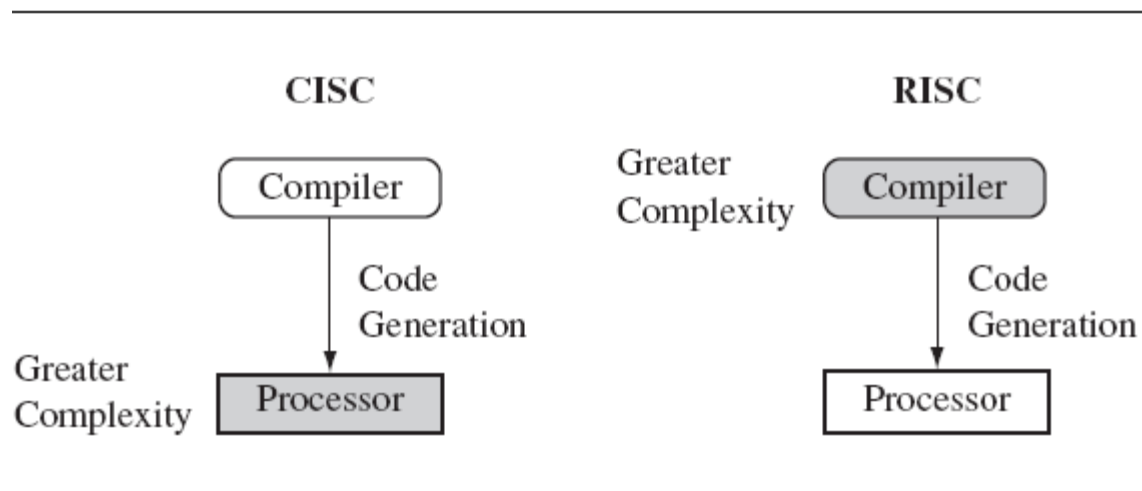 CISC
Compiler
Code
Generation
Greater
Complexity
Processor
RISC
Greater
Complexity
Compiler
Code
Generation
Processor